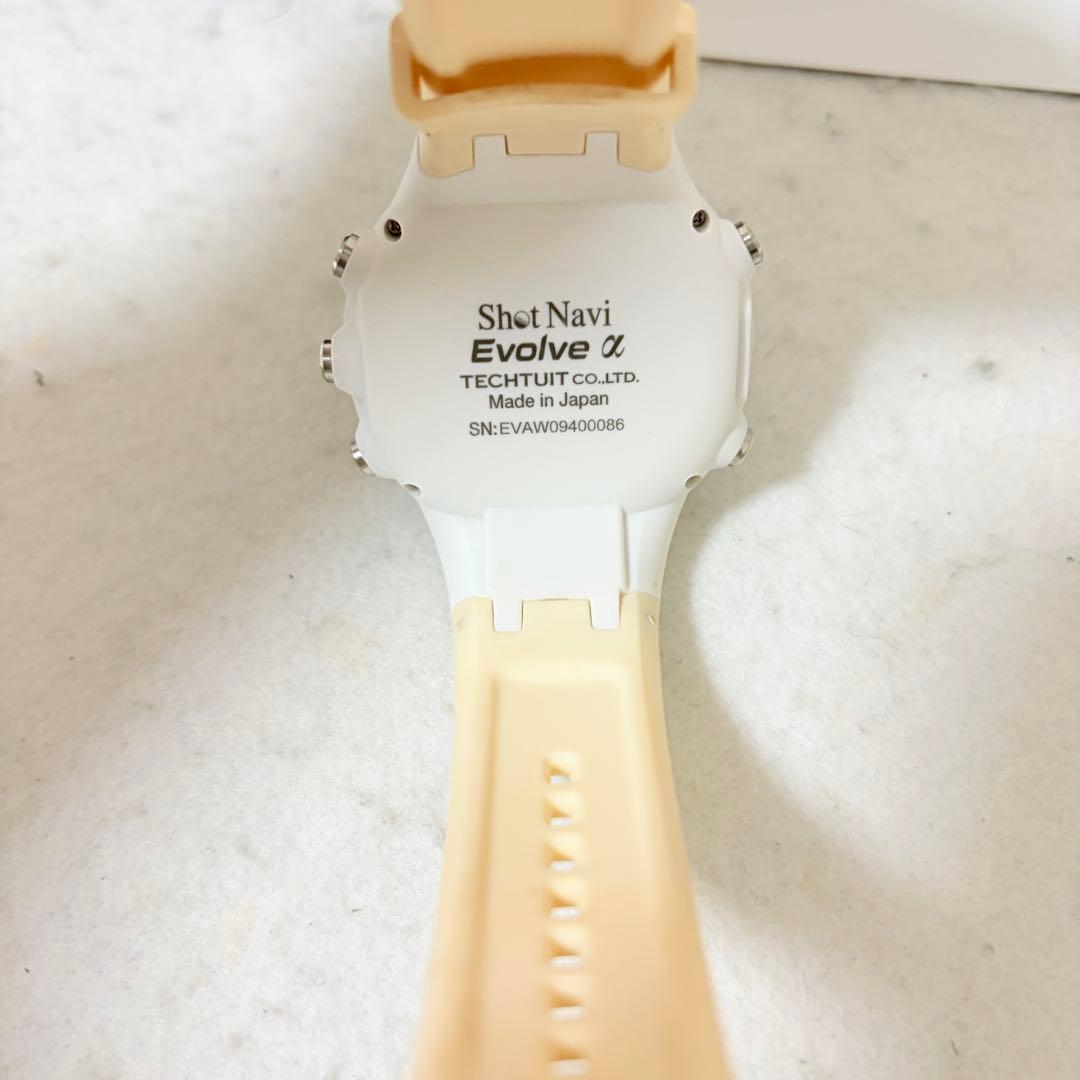 Shot Navi
Evolve α
TECHTUIT CO.,LTD.
Made in Japan
SN:EVAW09400086